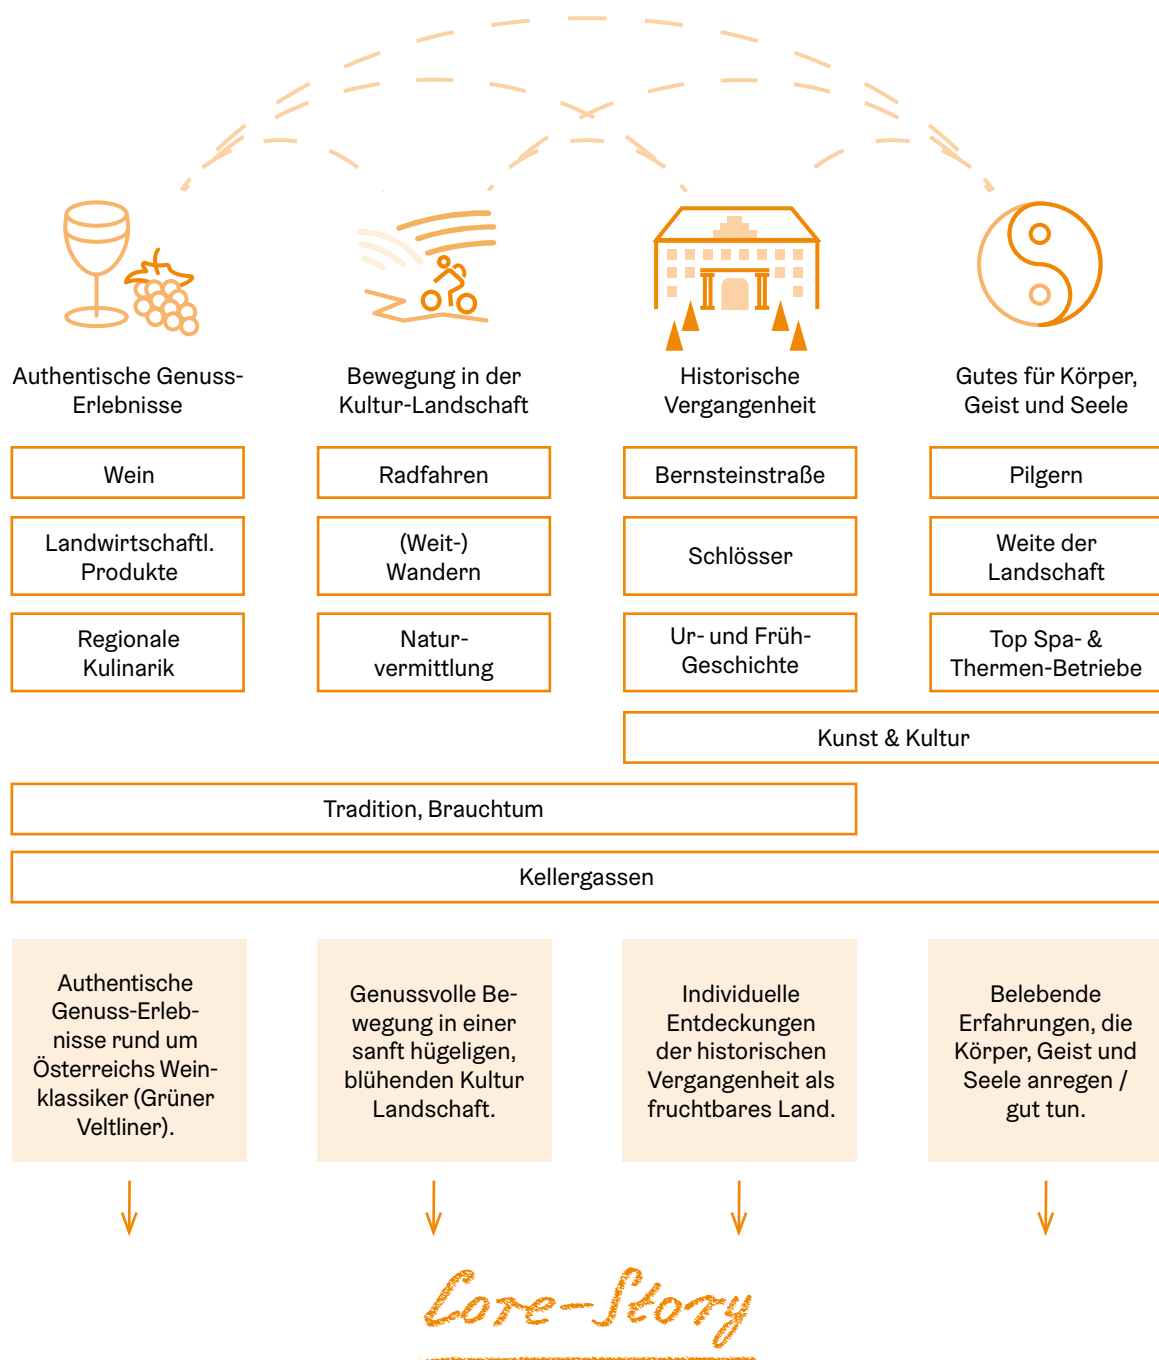 Authentische Genuss-
Erlebnisse
Bewegung in der
Kultur-Landschaft
Historische
Vergangenheit
Gutes für Körper,
Geist und Seele
Wein
Radfahren
Bernsteinstraße
Pilgern
Landwirtschaftl.
Produkte
(Weit-)
Wandern
Schlösser
Weite der
Landschaft
Regionale
Kulinarik
Natur-
vermittlung
Ur- und Früh-
Geschichte
Top Spa- &
Thermen-Betriebe
Kunst & Kultur
Tradition, Brauchtum
Kellergassen
Authentische
Genuss-Erleb-
nisse rund um
Österreichs Wein-
klassiker (Grüner
Veltliner).
Genussvolle Be-
wegung in einer
sanft hügeligen,
blühenden Kultur
Landschaft.
Individuelle
Entdeckungen
der historischen
Vergangenheit als
fruchtbares Land.
Belebende
Erfahrungen, die
Körper, Geist und
Seele anregen /
gut tun.
Core-Story